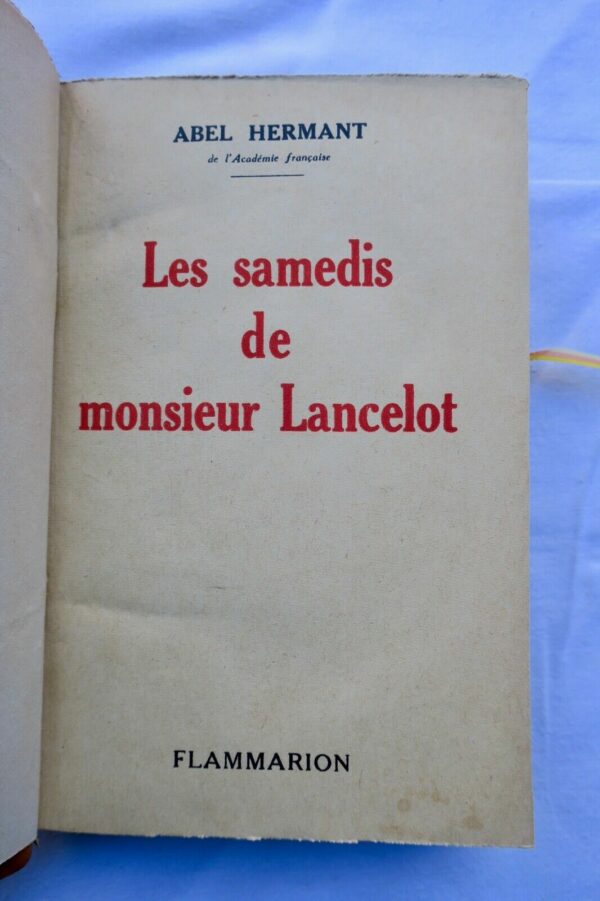 ABEL HERMANT
de l'Académie française
Les samedis
de
monsieur Lancelot
FLAMMARION